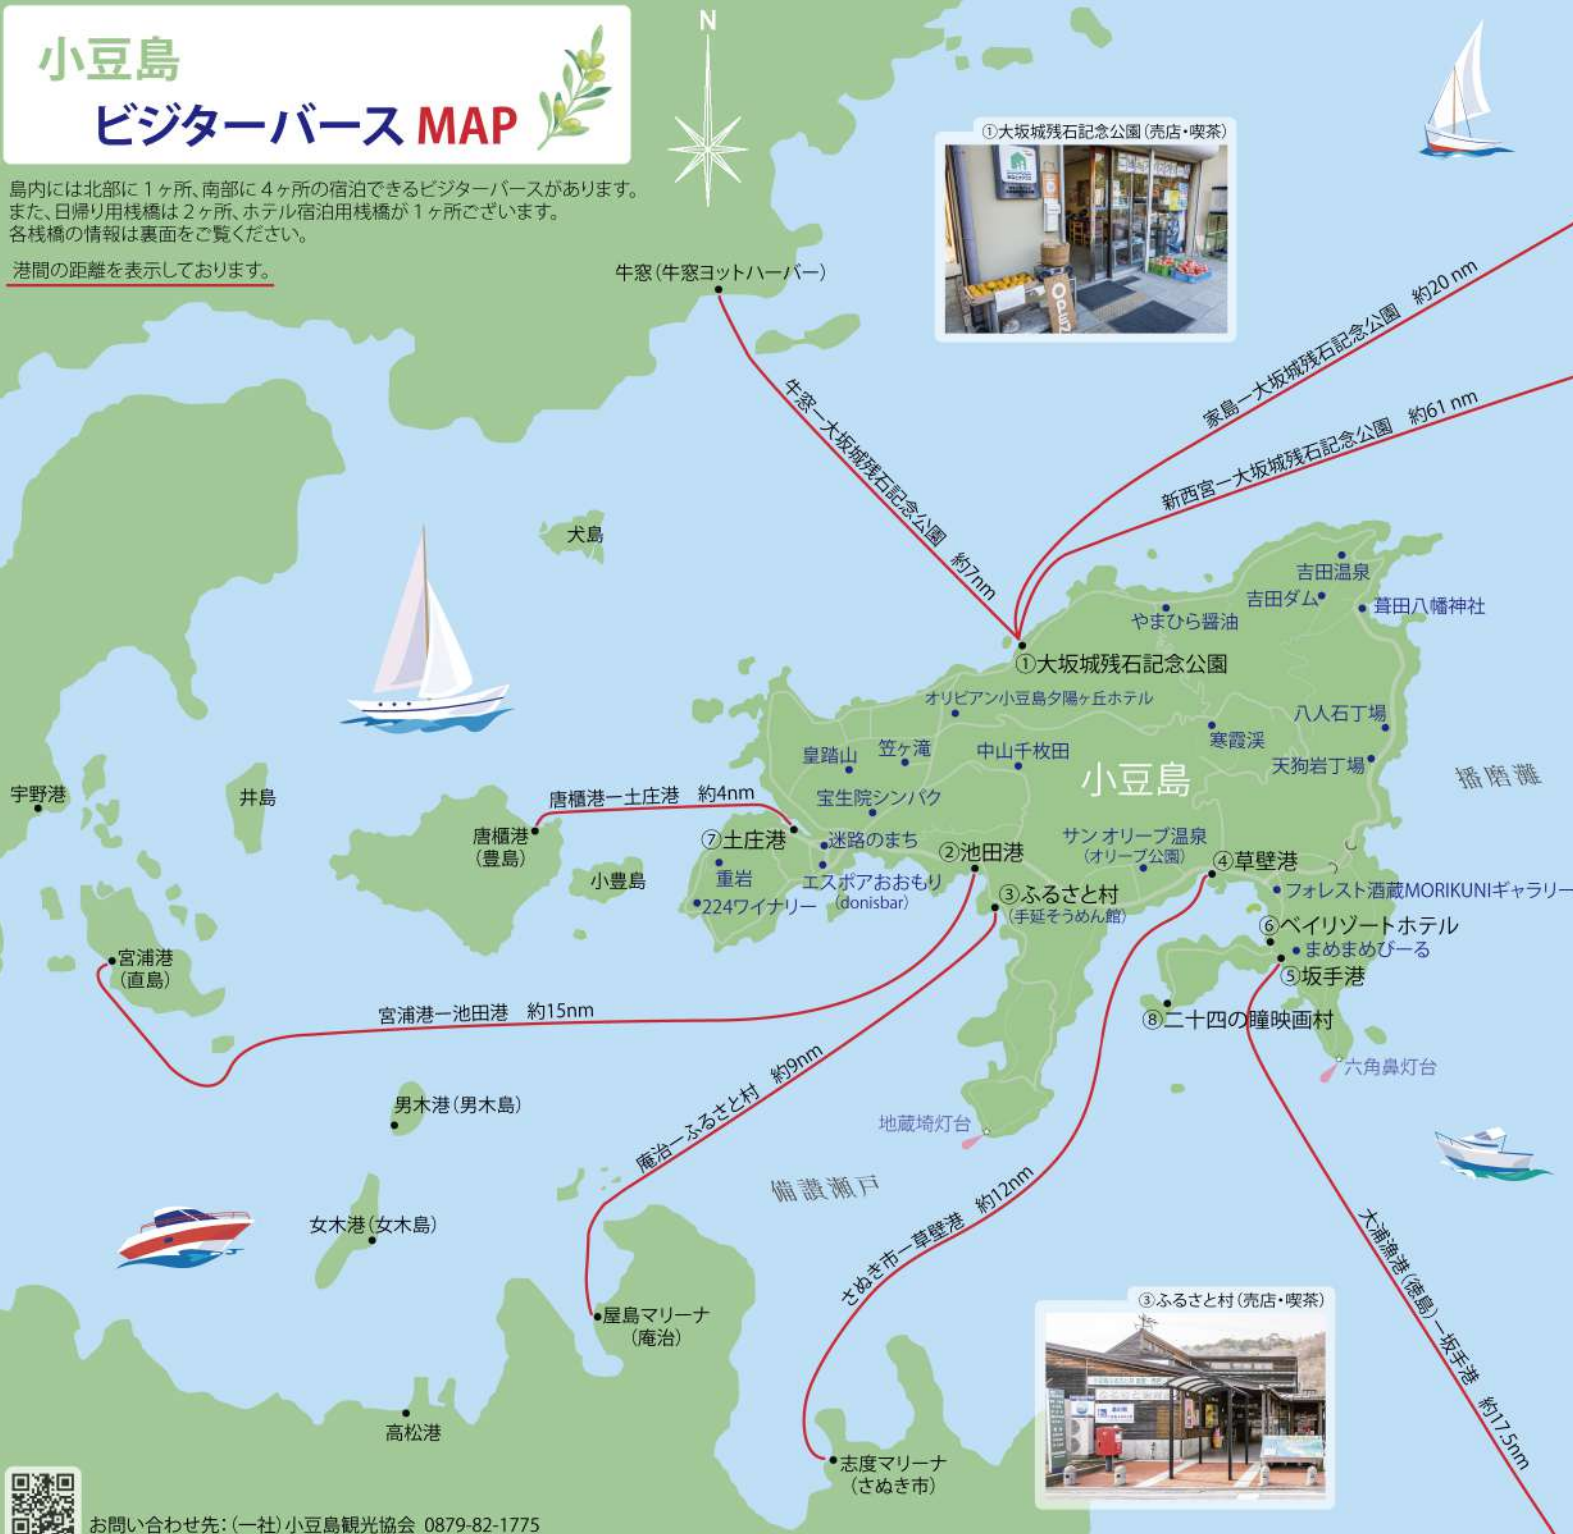 小豆島
ビジターバース MAP
島内には北部に1ヶ所、南部に4ヶ所の宿泊できるビジターバースがあります。
また、日帰り用桟橋は2ヶ所、ホテル宿泊用桟橋が1ヶ所ございます。
各桟橋の情報は裏面をご覧ください。
港間の距離を表示しております。
N
①大坂城残石記念公園(売店・喫茶)
OPEN
牛窓(牛窓ヨットハーバー)
家島ー大坂城残石記念公園 約20nm
新西宮ー大坂城残石記念公園 約61nm
牛窓ー大坂城残石記念公園 約7nm
犬島
吉田温泉
吉田ダム
葺田八幡神社
やまひら醤油
①大坂城残石記念公園
オリビアン小豆島夕陽ヶ丘ホテル
八人石丁場
寒霞渓
皇踏山
笠ヶ滝
中山千枚田
天狗岩丁場
小豆島
播磨灘
宇野港
井島
唐櫃港ー土庄港 約4nm
宝生院シンパク
唐櫃港
(豊島)
⑦土庄港
迷路のまち
②池田港
サン オリーブ温泉
(オリーブ公園)
④草壁港
小豊島
重岩
エスポアおおもり
(donisbar)
224ワイナリー
③ふるさと村
(手延そうめん館)
フォレスト酒蔵MORIKUNIギャラリー
⑥ベイリゾートホテル
まめまめびーる
⑤坂手港
宮浦港
(直島)
宮浦港ー池田港 約15nm
⑧二十四の瞳映画村
六角鼻灯台
男木港(男木島)
庵治ーふるさと村 約9nm
地蔵埼灯台
備讃瀬戸
女木港(女木島)
さぬき市ー草壁港 約12nm
大浦漁港(徳島)ー坂手港 約17.5nm
屋島マリーナ
(庵治)
③ふるさと村(売店・喫茶)
高松港
志度マリーナ
(さぬき市)
お問い合わせ先:(一社)小豆島観光協会 0879-82-1775